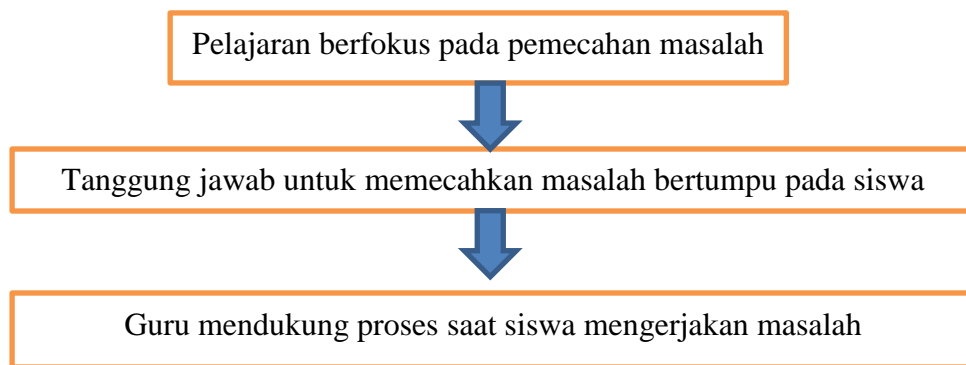 Pelajaran berfokus pada pemecahan masalah
Tanggung jawab untuk memecahkan masalah bertumpu pada siswa
Guru mendukung proses saat siswa mengerjakan masalah